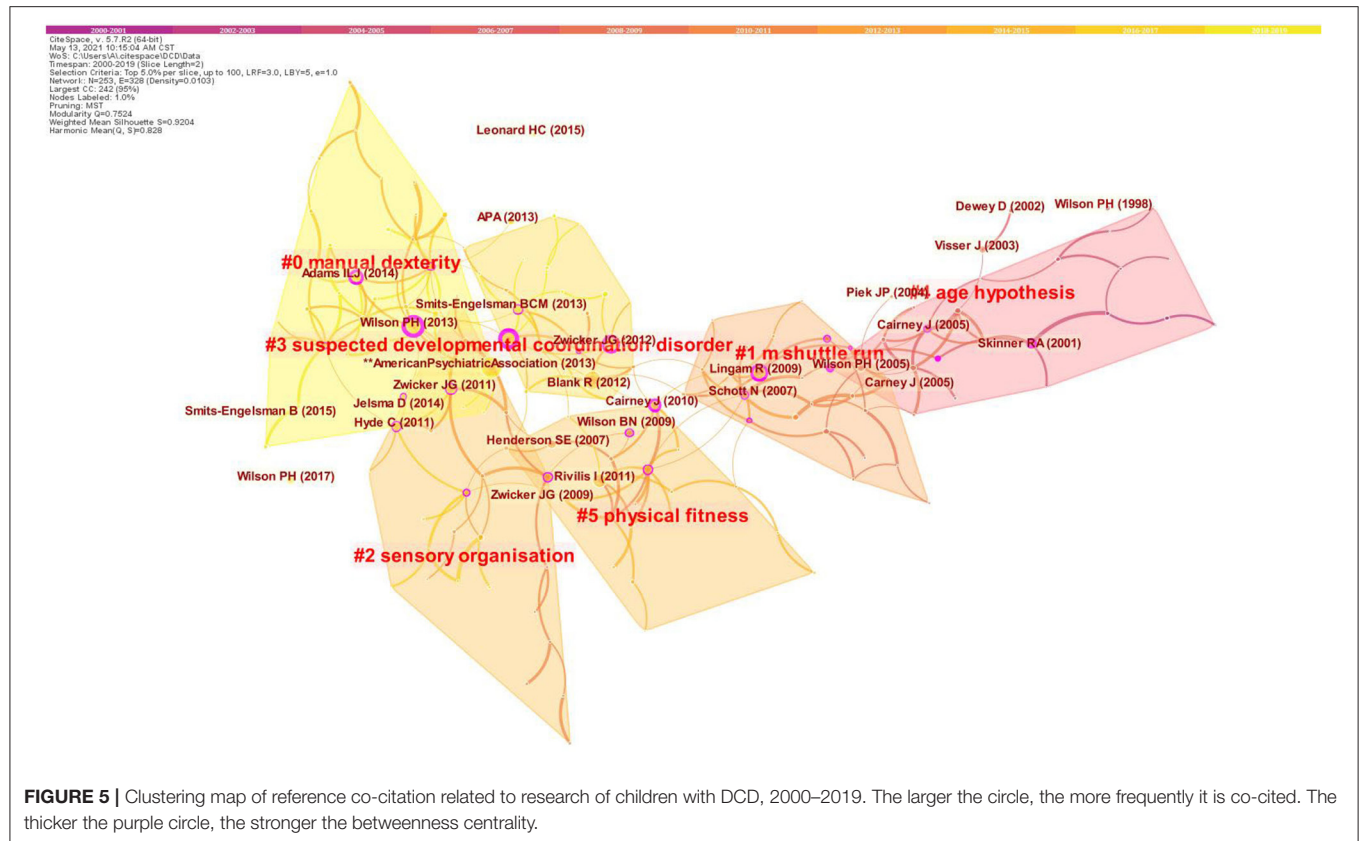 2000-2001 2002-2003 2004-2005 2006-2007 2008-2009 2010-2011 2012-2013 2014-2015 2016-2017 2018-2019
CiteSpace, v. 5.7.R2 (64-bit)
May 13, 2021 10:15:04 AM CST
WoS: C:\Users\A\.citespace\DCD\Data
Timespan: 2000-2019 (Slice Length=2)
Selection Criteria: Top 5.0% per slice, up to 100, LRF=3.0, LBY=5, e=1.0
Network: N=253, E=328 (Density=0.0103)
Largest CC: 242 (95%)
Nodes Labeled: 1.0%
Pruning: MST
Modularity Q=0.7524
Weighted Mean Silhouette S=0.9204
Harmonic Mean(Q, S)=0.828
Leonard HC (2015)
Dewey D (2002)
Wilson PH (1998)
APA (2013)
Visser J (2003)
#0 manual dexterity
Adams ILJ (2014)
Piek JP (2004)
age hypothesis
Smits-Engelsman BCM (2013)
Wilson PH (2013)
Cairney J (2005)
#3 suspected developmental coordination disorder
Zwicker JG (2012)
Skinner RA (2001)
#1 m shuttle run
**AmericanPsychiatricAssociation (2013)
Lingam R (2009)
Wilson PH (2005)
Zwicker JG (2011)
Blank R (2012)
Carney J (2005)
Schott N (2007)
Jelsma D (2014)
Cairney J (2010)
Smits-Engelsman B (2015)
Hyde C (2011)
Wilson BN (2009)
Henderson SE (2007)
Wilson PH (2017)
Rivilis I (2011)
Zwicker JG (2009)
#5 physical fitness
#2 sensory organisation
FIGURE 5 | Clustering map of reference co-citation related to research of children with DCD, 2000–2019. The larger the circle, the more frequently it is co-cited. The
thicker the purple circle, the stronger the betweenness centrality.